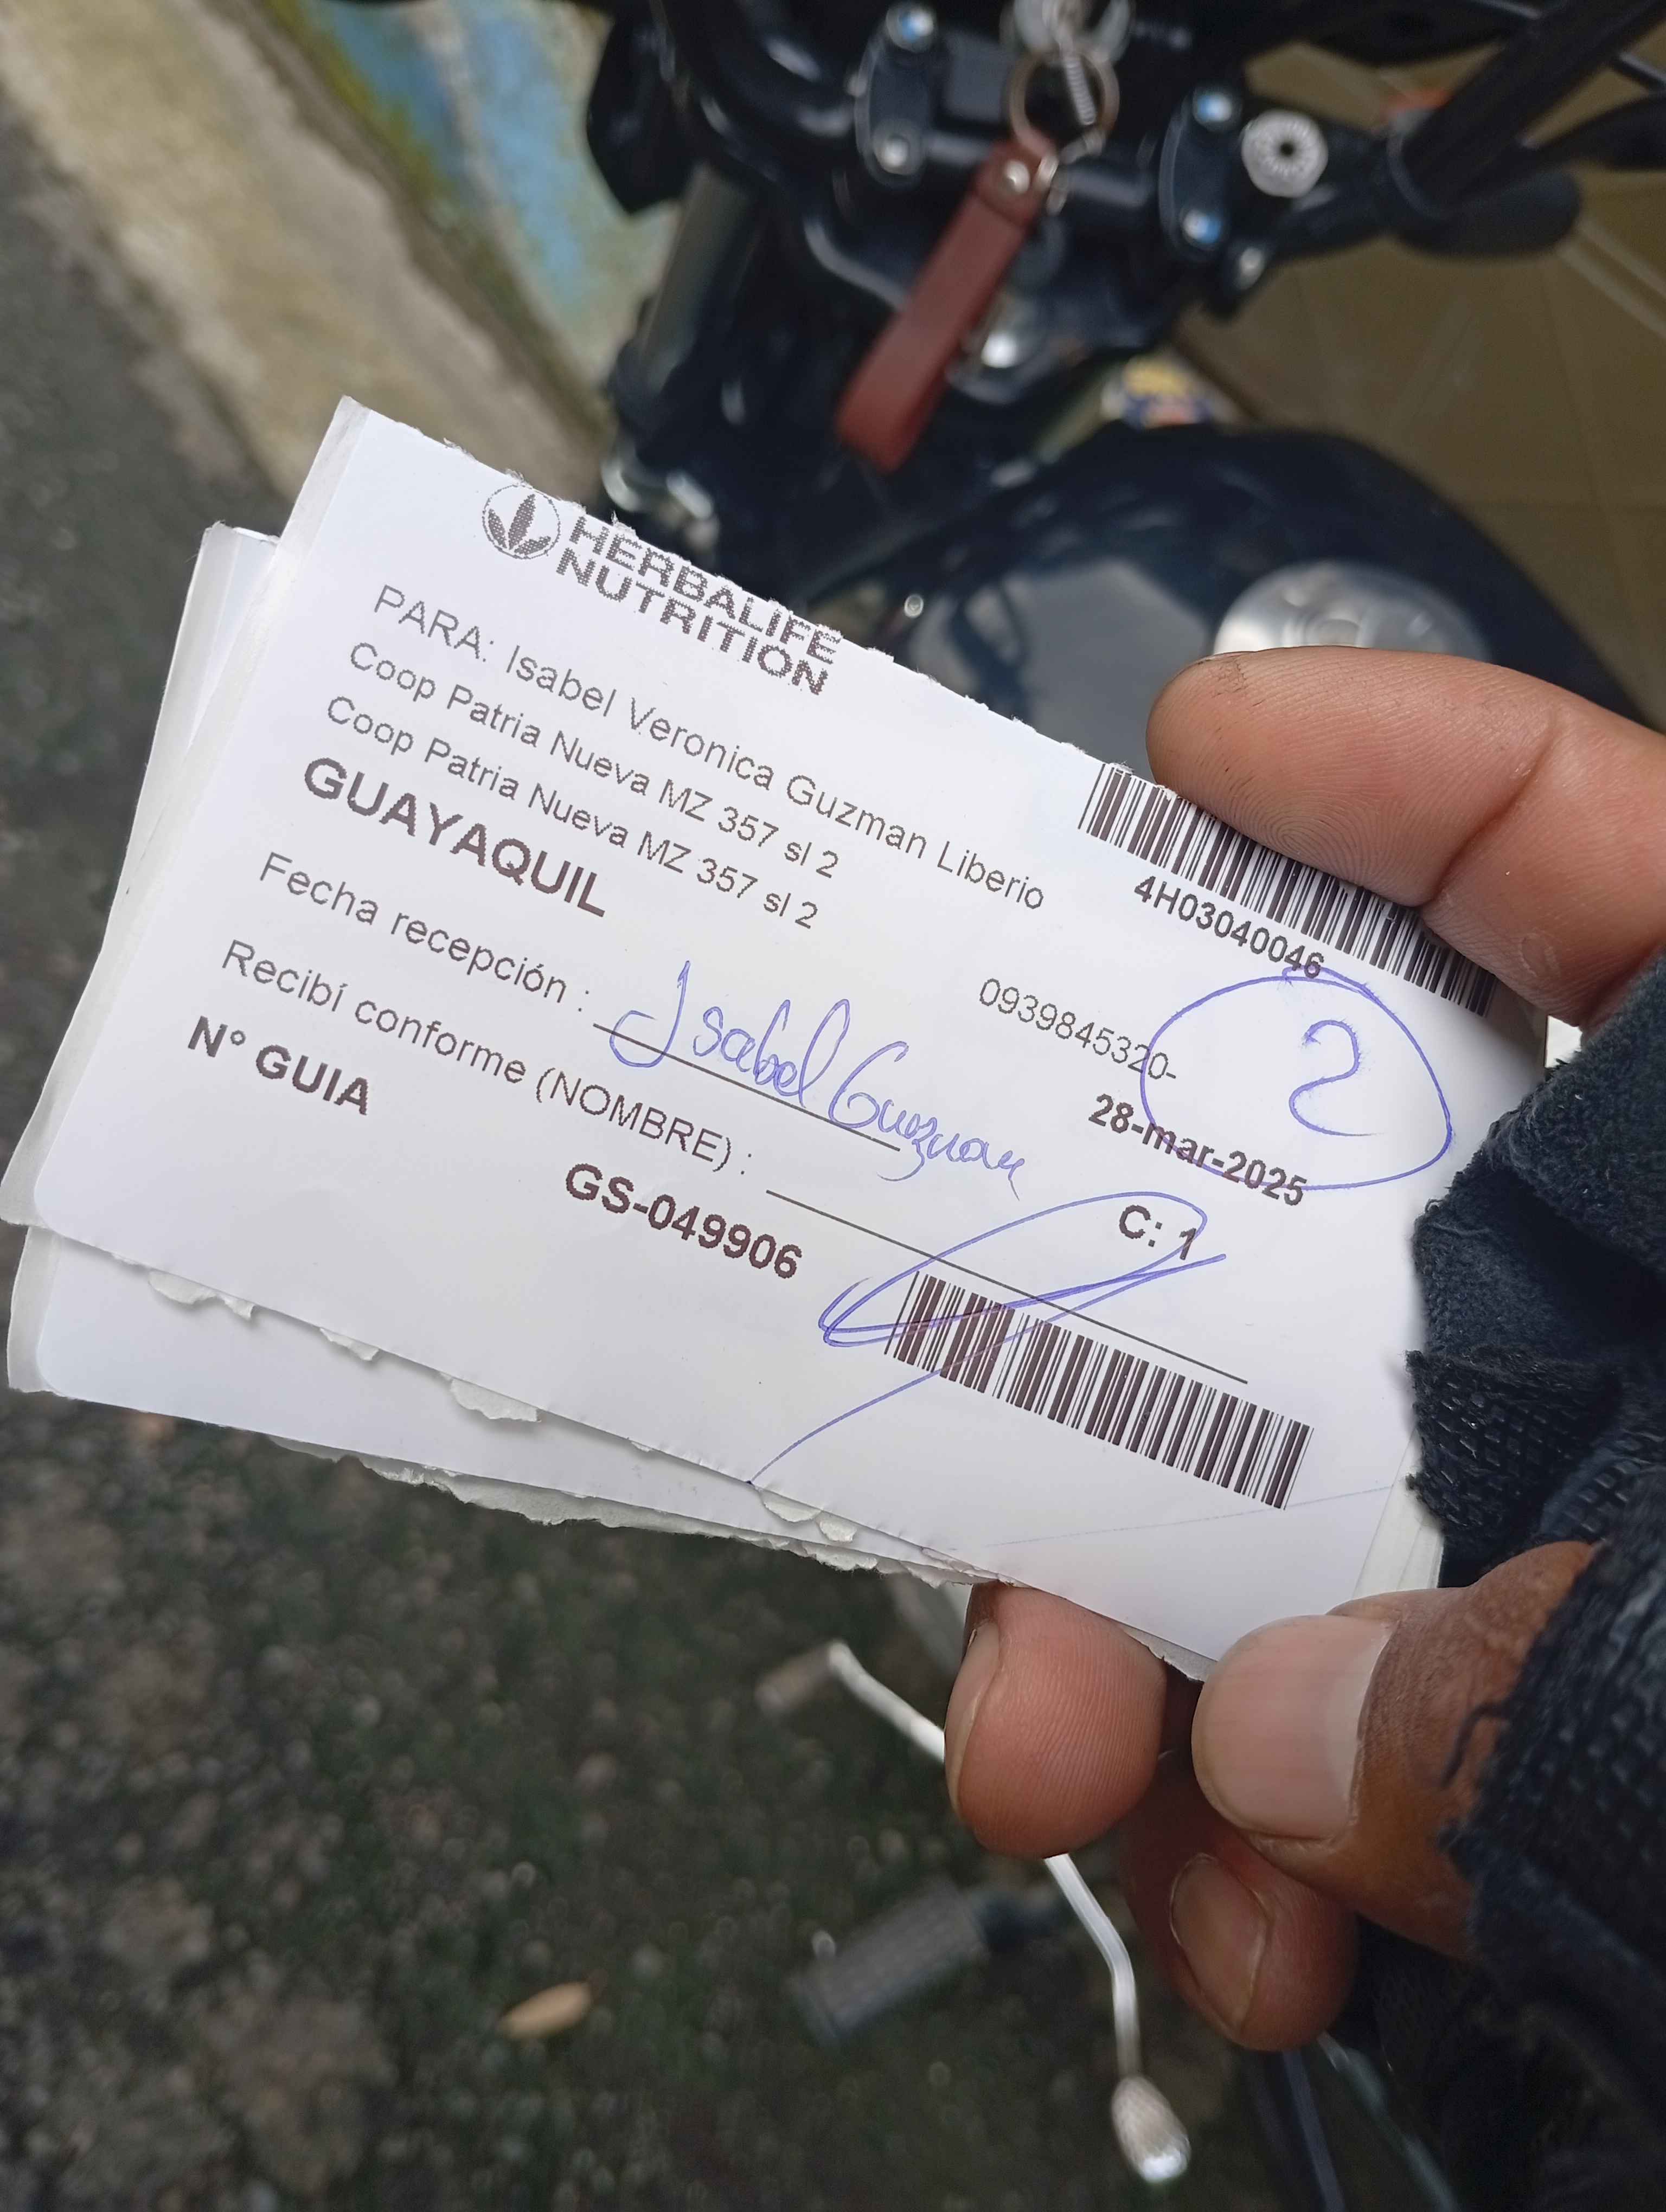 HERBALIFE
NUTRITION
PARA: Isabel Veronica Guzman Liberio
Coop Patria Nueva MZ 357 sl 2
Coop Patria Nueva MZ 357 sl 2
GUAYAQUIL
4H03040046
0939845320-
2
28-mar-2025
Fecha recepción :
Isabel Guzman
C: 1
Recibí conforme (NOMBRE) :
N° GUIA
GS-049906